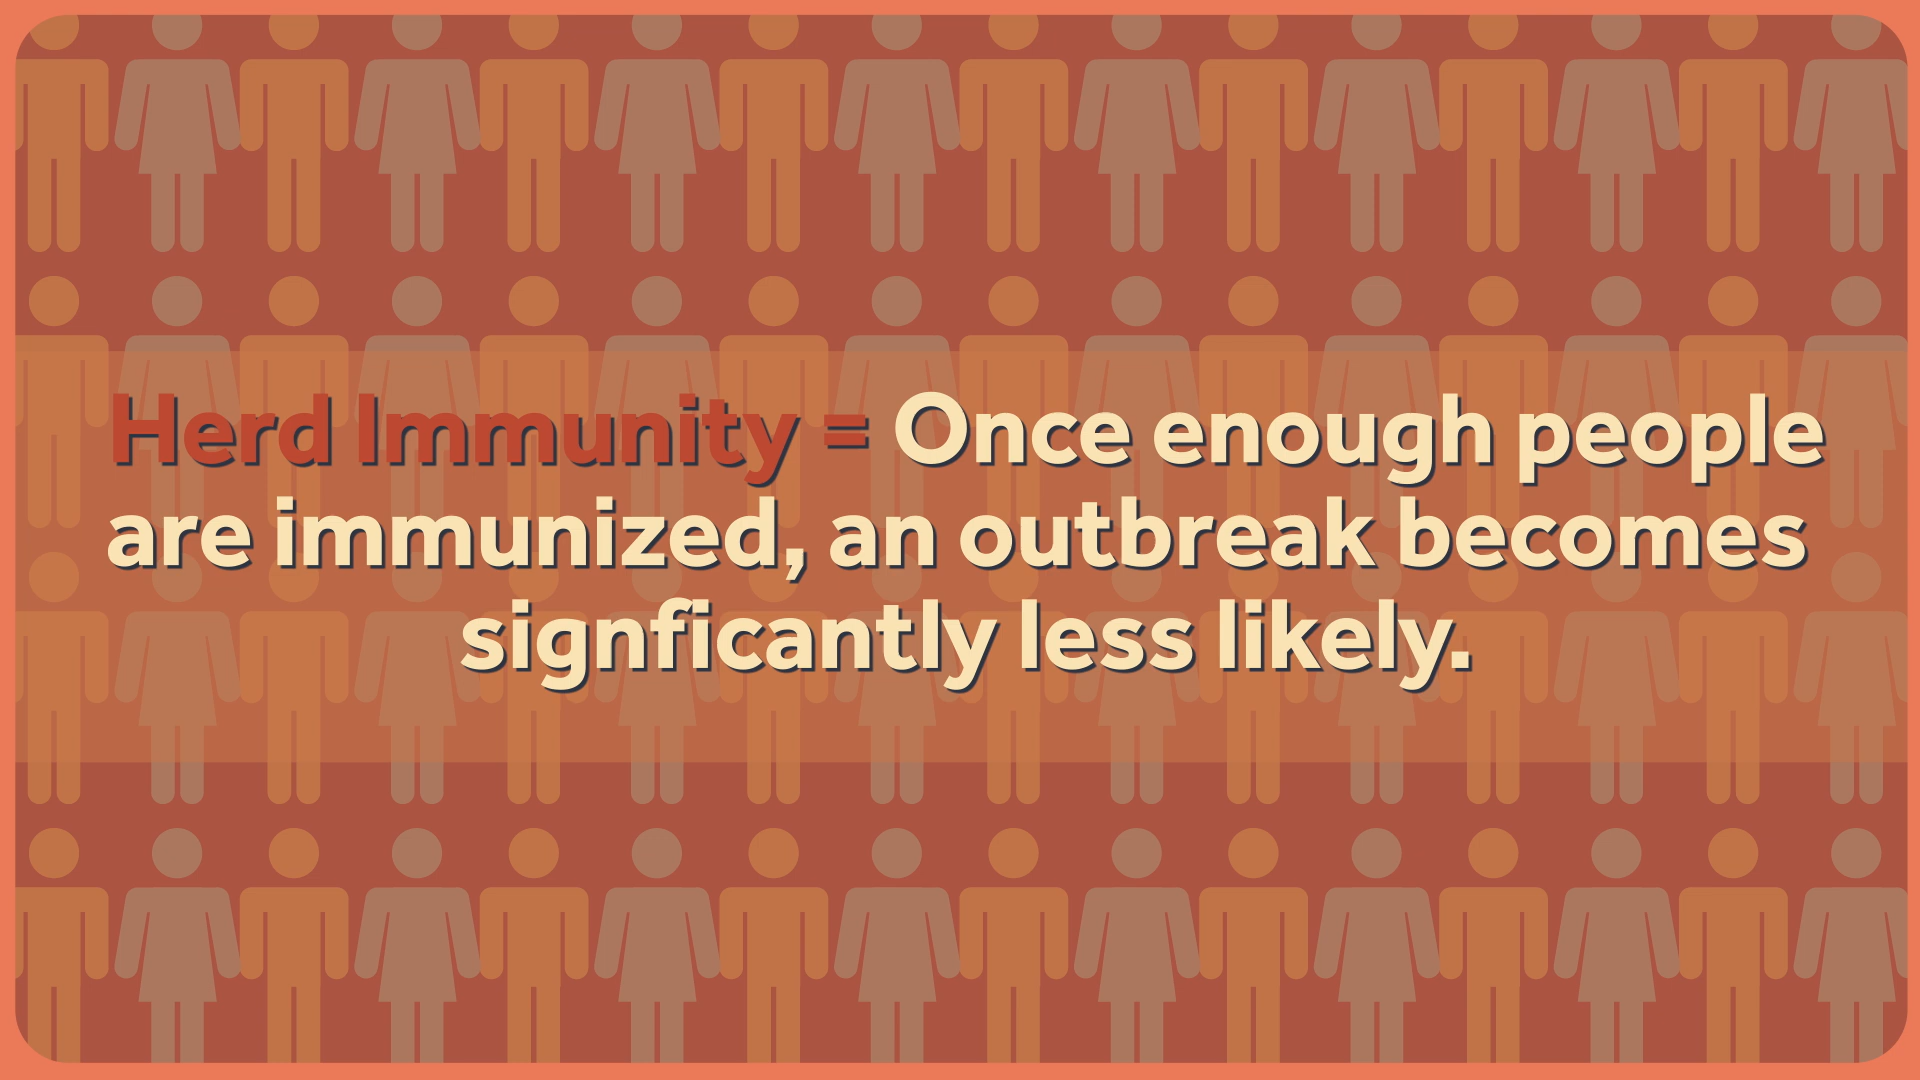 Herd Immunity = Once enough people
are immunized, an outbreak becomes
signficantly less likely.